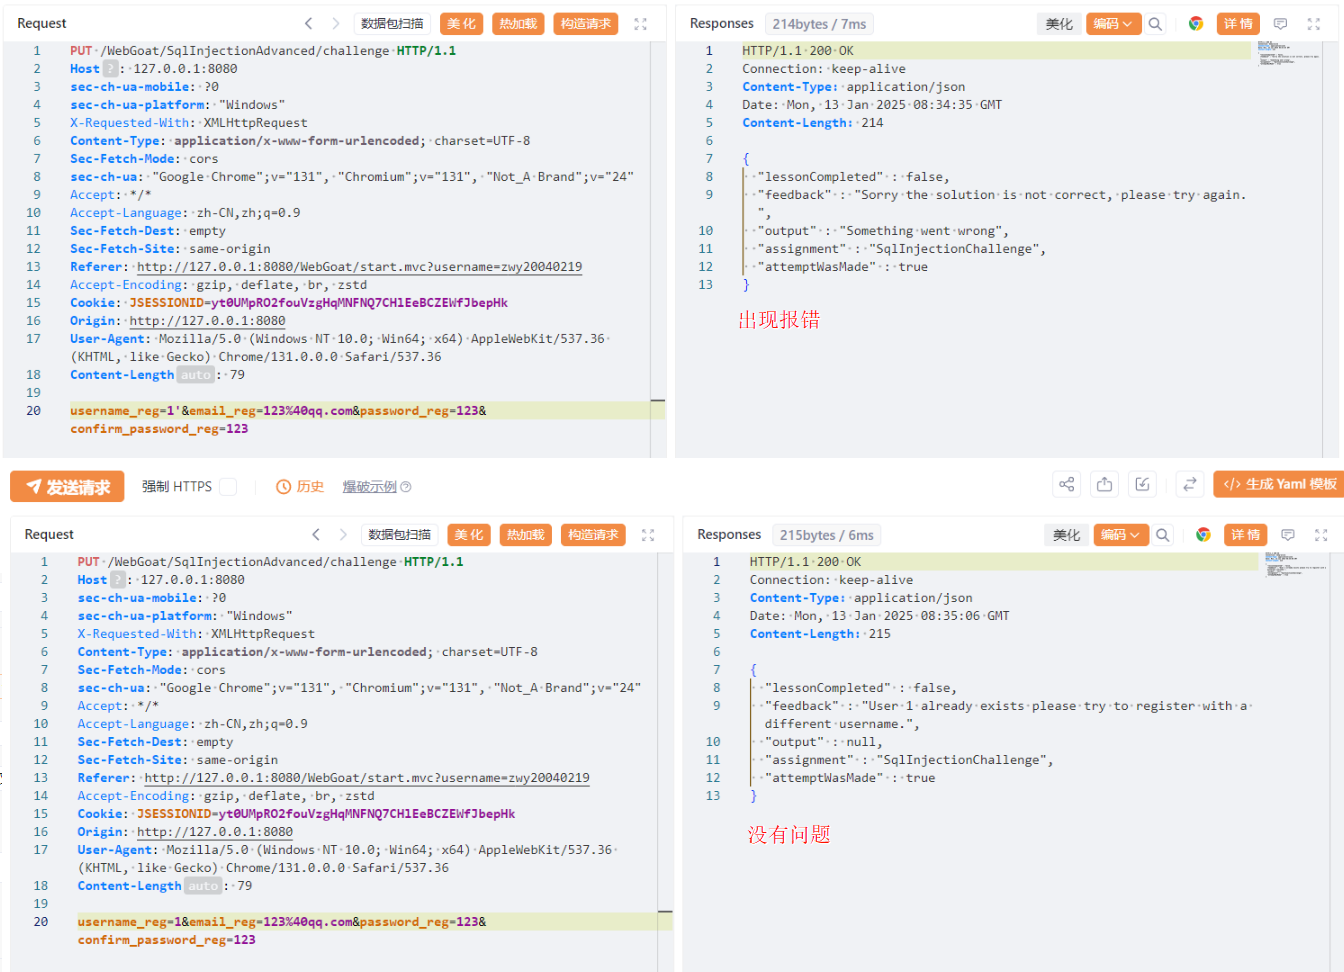 Request 数据包扫描 美化 热加载 构造请求
1 PUT /WebGoat/SqlInjectionAdvanced/challenge HTTP/1.1
2 Host ? : 127.0.0.1:8080
3 sec-ch-ua-mobile: ?0
4 sec-ch-ua-platform: "Windows"
5 X-Requested-With: XMLHttpRequest
6 Content-Type: application/x-www-form-urlencoded; charset=UTF-8
7 Sec-Fetch-Mode: cors
8 sec-ch-ua: "Google Chrome";v="131", "Chromium";v="131", "Not_A Brand";v="24"
9 Accept: */*
10 Accept-Language: zh-CN,zh;q=0.9
11 Sec-Fetch-Dest: empty
12 Sec-Fetch-Site: same-origin
13 Referer: http://127.0.0.1:8080/WebGoat/start.mvc?username=zwy20040219
14 Accept-Encoding: gzip, deflate, br, zstd
15 Cookie: JSESSIONID=yt0UMpRO2fouVzgHqMNFNQ7CHlEeBCZEWfJbepHk
16 Origin: http://127.0.0.1:8080
17 User-Agent: Mozilla/5.0 (Windows NT 10.0; Win64; x64) AppleWebKit/537.36
(KHTML, like Gecko) Chrome/131.0.0.0 Safari/537.36
18 Content-Length auto : 79
19
20 username_reg=1'&email_reg=123%40qq.com&password_reg=123&
confirm_password_reg=123
Responses 214bytes / 7ms 美化 编码 详情
1 HTTP/1.1 200 OK
2 Connection: keep-alive
3 Content-Type: application/json
4 Date: Mon, 13 Jan 2025 08:34:35 GMT
5 Content-Length: 214
6
7 {
8 "lessonCompleted" : false,
9 "feedback" : "Sorry the solution is not correct, please try again.
",
10 "output" : "Something went wrong",
11 "assignment" : "SqlInjectionChallenge",
12 "attemptWasMade" : true
13 }
出现报错
发送请求 强制 HTTPS 历史 爆破示例 生成 Yaml 模板
Request 数据包扫描 美化 热加载 构造请求
1 PUT /WebGoat/SqlInjectionAdvanced/challenge HTTP/1.1
2 Host ? : 127.0.0.1:8080
3 sec-ch-ua-mobile: ?0
4 sec-ch-ua-platform: "Windows"
5 X-Requested-With: XMLHttpRequest
6 Content-Type: application/x-www-form-urlencoded; charset=UTF-8
7 Sec-Fetch-Mode: cors
8 sec-ch-ua: "Google Chrome";v="131", "Chromium";v="131", "Not_A Brand";v="24"
9 Accept: */*
10 Accept-Language: zh-CN,zh;q=0.9
11 Sec-Fetch-Dest: empty
12 Sec-Fetch-Site: same-origin
13 Referer: http://127.0.0.1:8080/WebGoat/start.mvc?username=zwy20040219
14 Accept-Encoding: gzip, deflate, br, zstd
15 Cookie: JSESSIONID=yt0UMpRO2fouVzgHqMNFNQ7CHlEeBCZEWfJbepHk
16 Origin: http://127.0.0.1:8080
17 User-Agent: Mozilla/5.0 (Windows NT 10.0; Win64; x64) AppleWebKit/537.36
(KHTML, like Gecko) Chrome/131.0.0.0 Safari/537.36
18 Content-Length auto : 79
19
20 username_reg=1&email_reg=123%40qq.com&password_reg=123&
confirm_password_reg=123
Responses 215bytes / 6ms 美化 编码 详情
1 HTTP/1.1 200 OK
2 Connection: keep-alive
3 Content-Type: application/json
4 Date: Mon, 13 Jan 2025 08:35:06 GMT
5 Content-Length: 215
6
7 {
8 "lessonCompleted" : false,
9 "feedback" : "User 1 already exists please try to register with a
different username.",
10 "output" : null,
11 "assignment" : "SqlInjectionChallenge",
12 "attemptWasMade" : true
13 }
没有问题